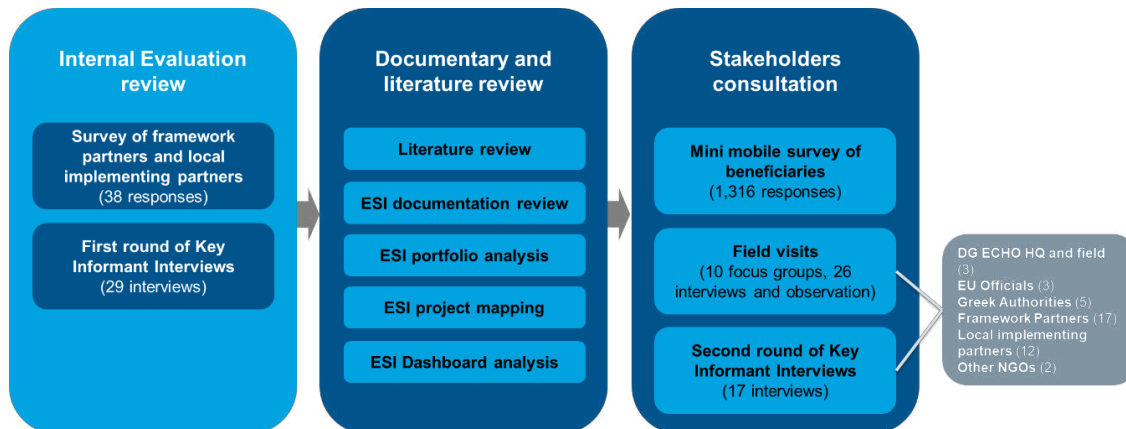 Internal Evaluation
review
Survey of framework
partners and local
implementing partners
(38 responses)
First round of Key
Informant Interviews
(29 interviews)
Documentary and
literature review
Literature review
ESI documentation review
ESI portfolio analysis
ESI project mapping
ESI Dashboard analysis
Stakeholders
consultation
Mini mobile survey of
beneficiaries
(1,316 responses)
Field visits
(10 focus groups, 26
interviews and observation)
Second round of Key
Informant Interviews
(17 interviews)
DG ECHO HQ and field
(3)
EU Officials (3)
Greek Authorities (5)
Framework Partners (17)
Local implementing
partners (12)
Other NGOs (2)